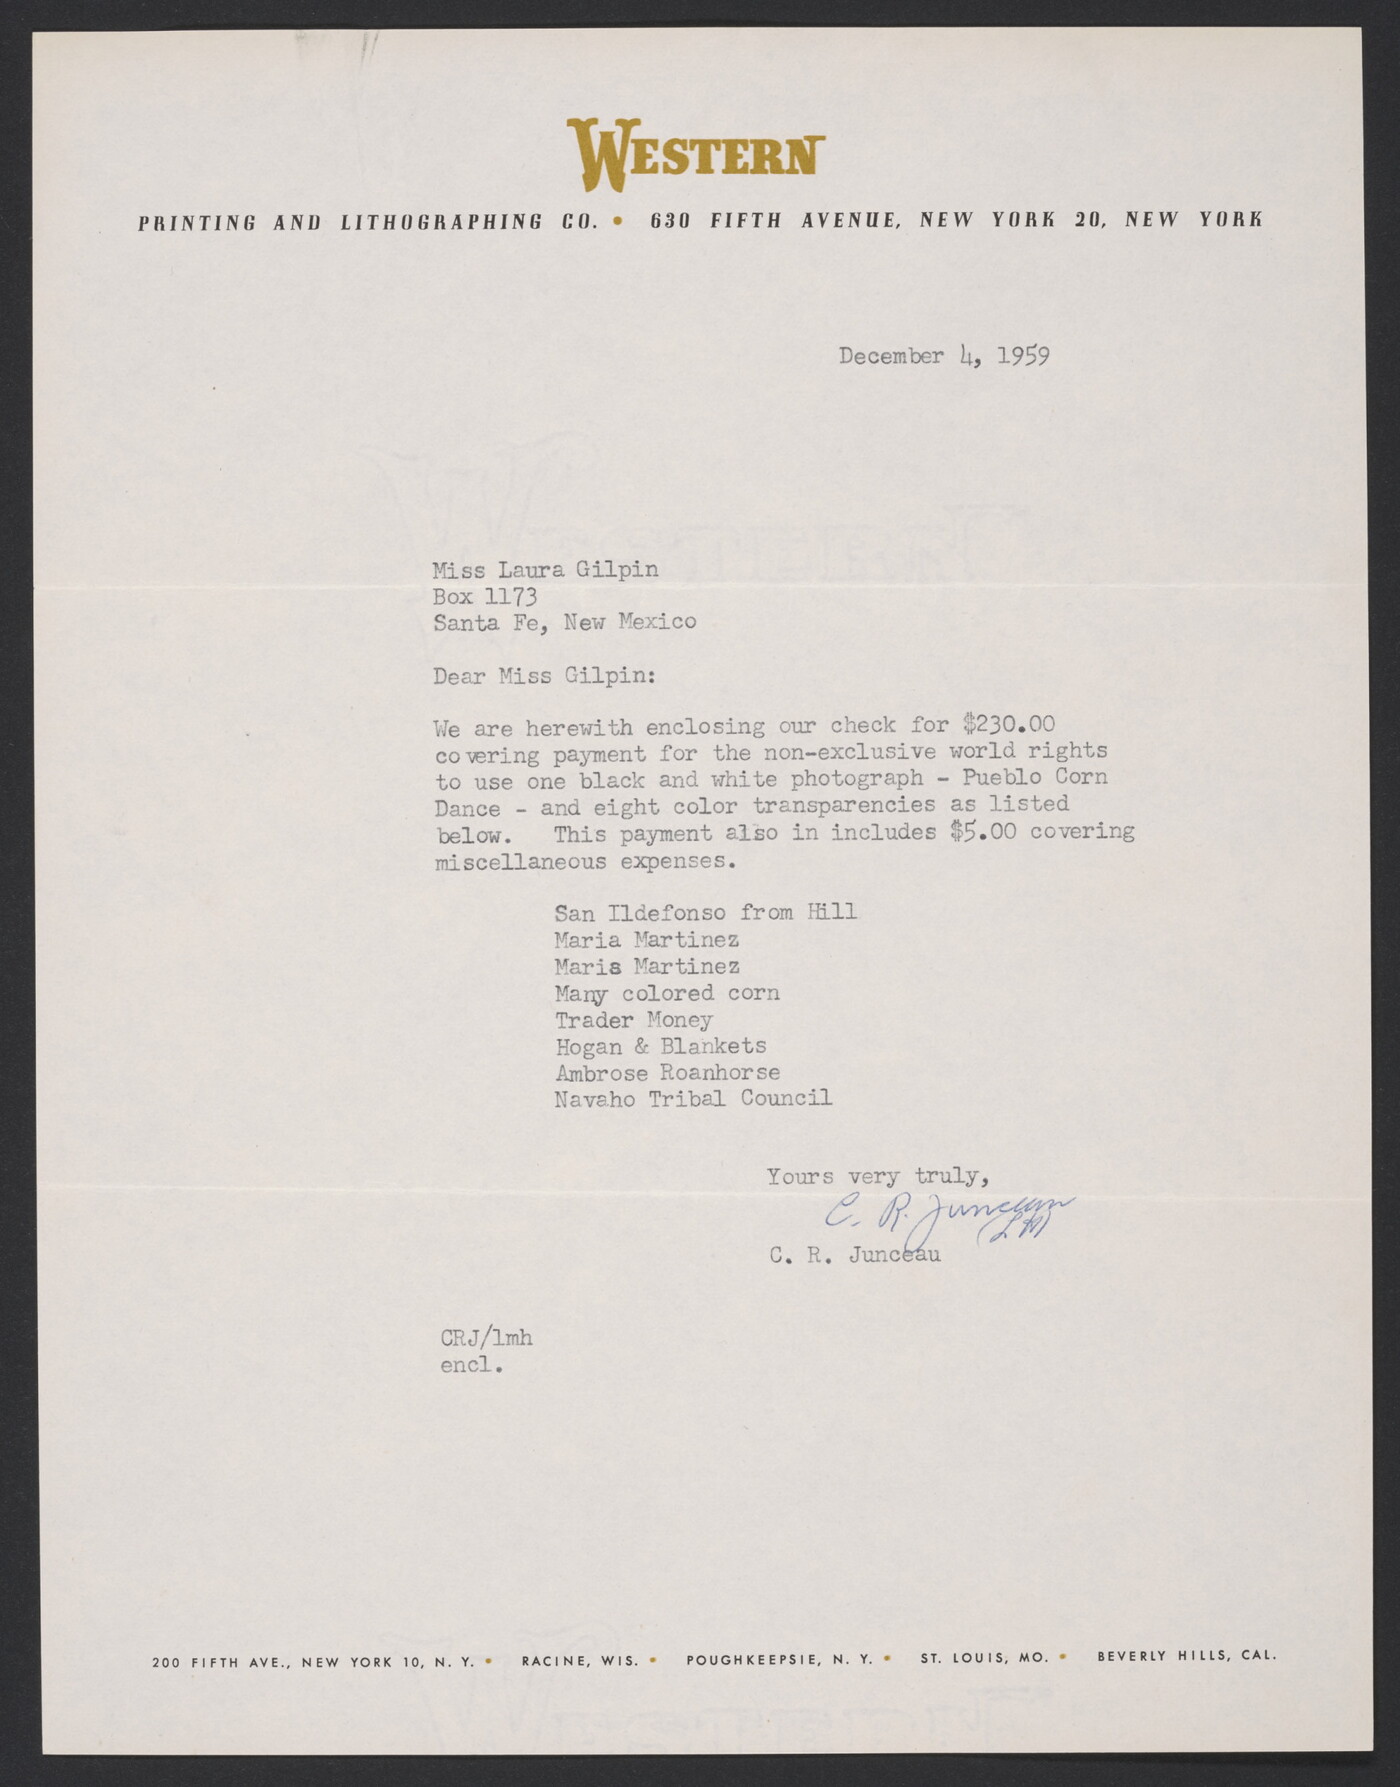 WESTERN
PRINTING AND LITHOGRAPHING CO. • 630 FIFTH AVENUE, NEW YORK 20, NEW YORK
December 4, 1959
Miss Laura Gilpin
Box 1173
Santa Fe, New Mexico
Dear Miss Gilpin:
We are herewith enclosing our check for $230.00
covering payment for the non-exclusive world rights
to use one black and white photograph - Pueblo Corn
Dance - and eight color transparencies as listed
below. This payment also in includes $5.00 covering
miscellaneous expenses.
San Ildefonso from Hill
Maria Martinez
Maria Martinez
Many colored corn
Trader Money
Hogan & Blankets
Ambrose Roanhorse
Navaho Tribal Council
Yours very truly,
C. R. Junceau
C. R. Junceau
CRJ/lmh
encl.
200 FIFTH AVE., NEW YORK 10, N. Y. • RACINE, WIS. • POUGHKEEPSIE, N. Y. • ST. LOUIS, MO. • BEVERLY HILLS, CAL.